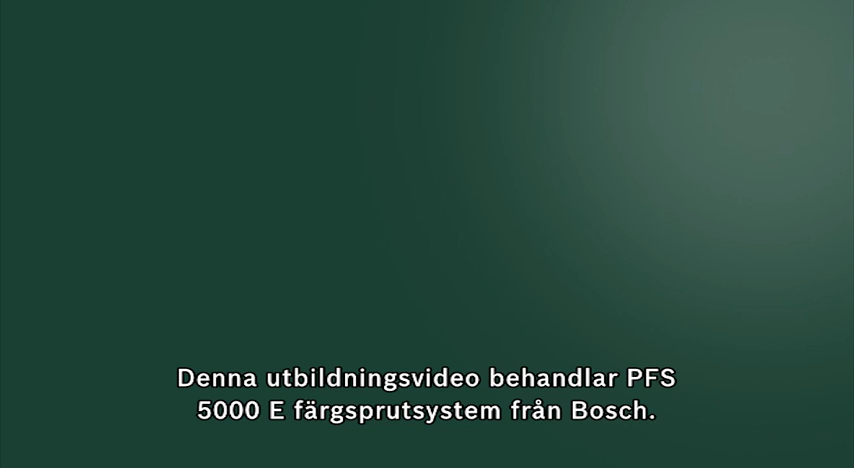 Denna utbildningsvideo behandlar PFS
5000 E färgsprutsystem från Bosch.